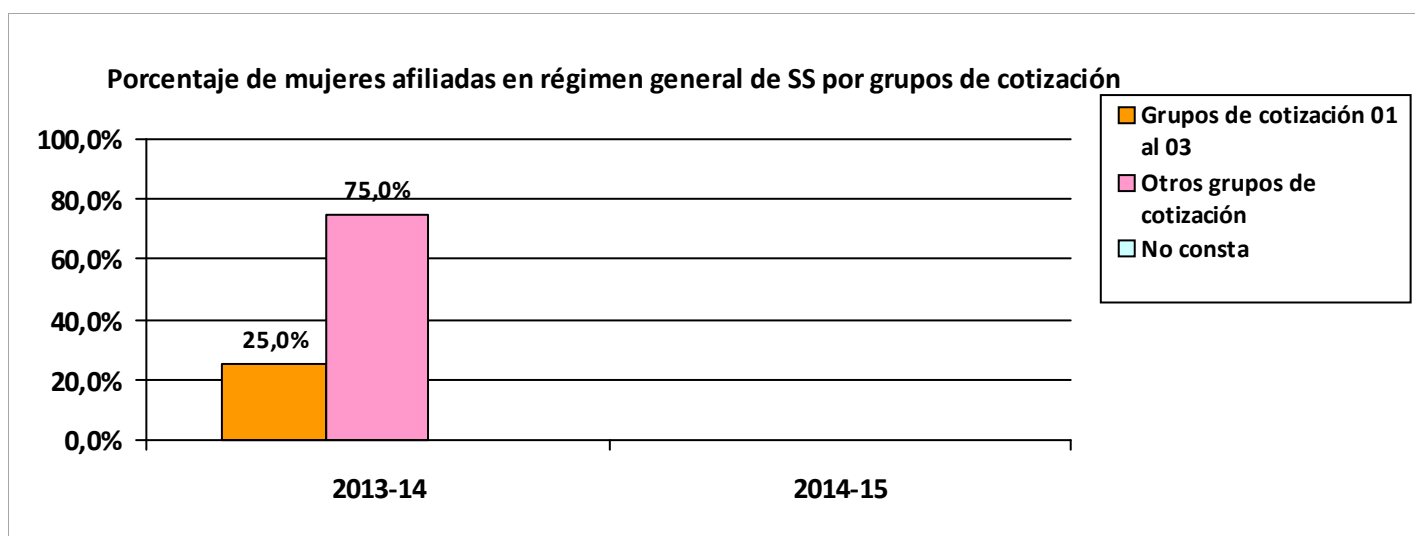 Porcentaje de mujeres afiliadas en régimen general de SS por grupos de cotización
Grupos de cotización 01
al 03
Otros grupos de
cotización
No consta
100,0%
80,0%
60,0%
40,0%
20,0%
0,0%
25,0%
75,0%
2013-14
2014-15